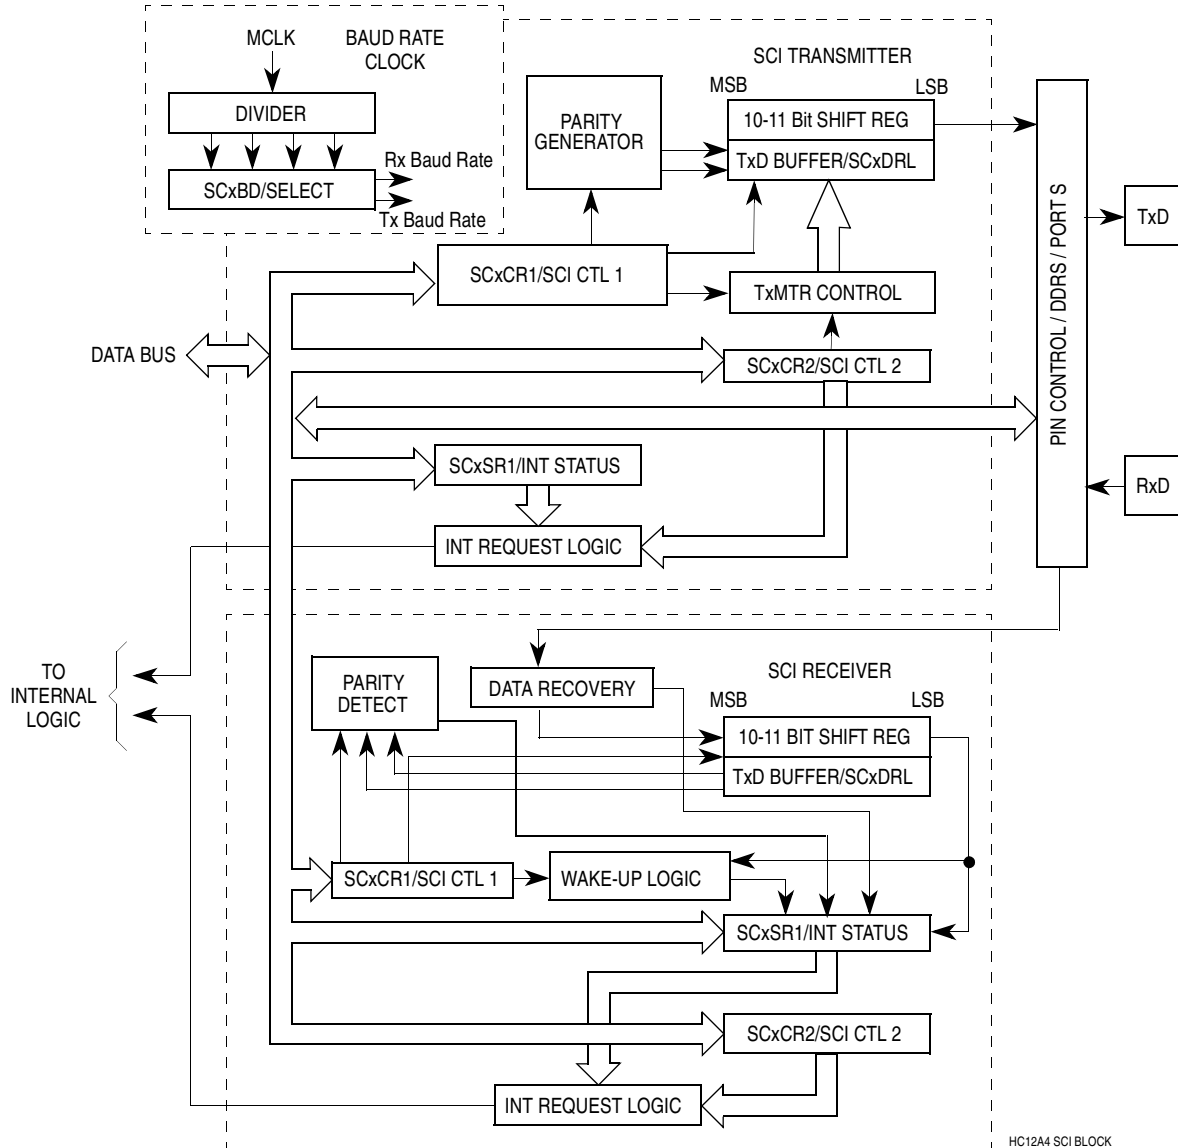 MCLK
BAUD RATE
CLOCK
DIVIDER
SCxBD/SELECT
Rx Baud Rate
Tx Baud Rate
SCI TRANSMITTER
MSB
LSB
PARITY
GENERATOR
10-11 Bit SHIFT REG
TxD BUFFER/SCxDRL
SCxCR1/SCI CTL 1
TxMTR CONTROL
SCxCR2/SCI CTL 2
DATA BUS
SCxSR1/INT STATUS
INT REQUEST LOGIC
PIN CONTROL / DDRS / PORT S
TxD
RxD
TO
INTERNAL
LOGIC
SCI RECEIVER
PARITY
DETECT
DATA RECOVERY
MSB
LSB
10-11 BIT SHIFT REG
TxD BUFFER/SCxDRL
SCxCR1/SCI CTL 1
WAKE-UP LOGIC
SCxSR1/INT STATUS
SCxCR2/SCI CTL 2
INT REQUEST LOGIC
HC12A4 SCI BLOCK